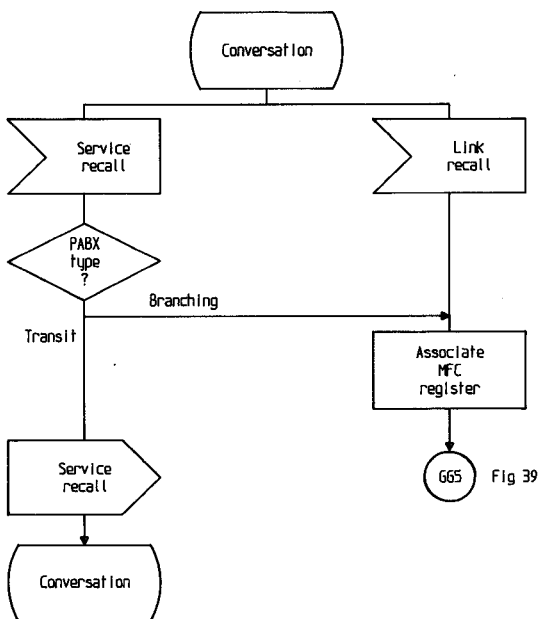 Conversation
Service
recall
Link
recall
PABX
type
?
Branching
Transit
Associate
MFC
register
Service
recall
GG5 Fig 39
Conversation